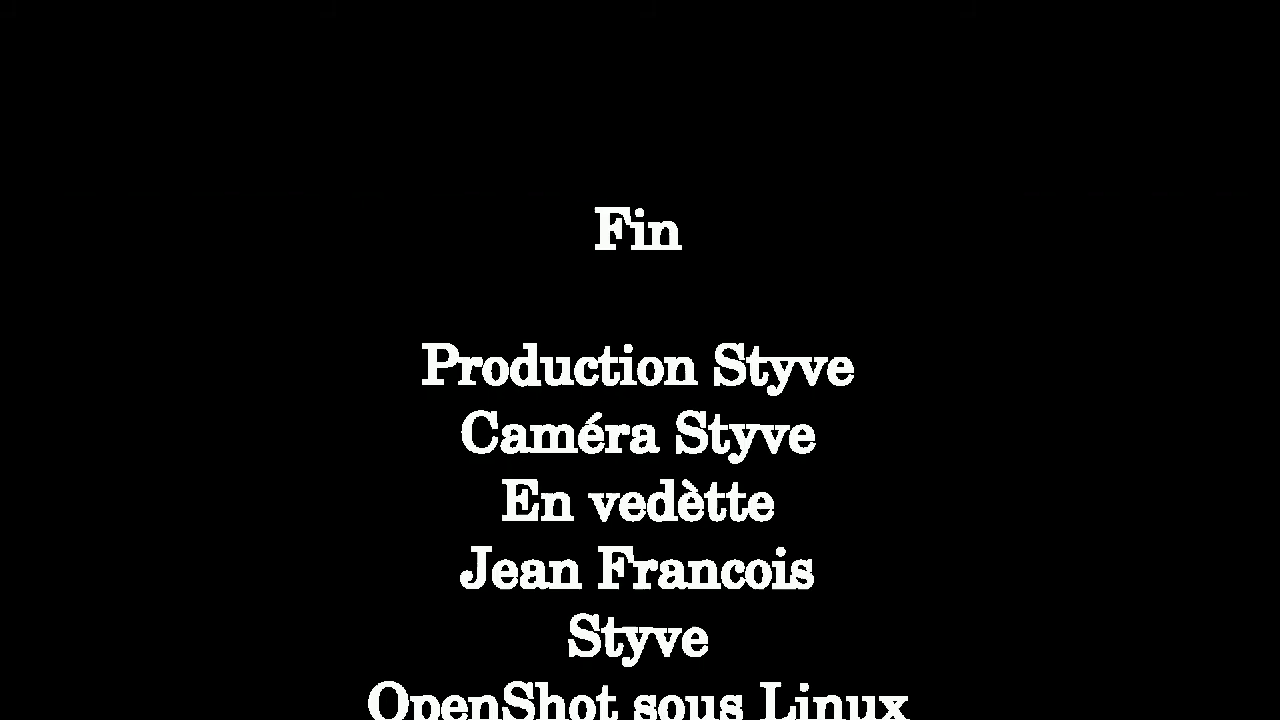 Fin
Production Styve
Caméra Styve
En vedètte
Jean Francois
Styve
OpenShot sous Linux